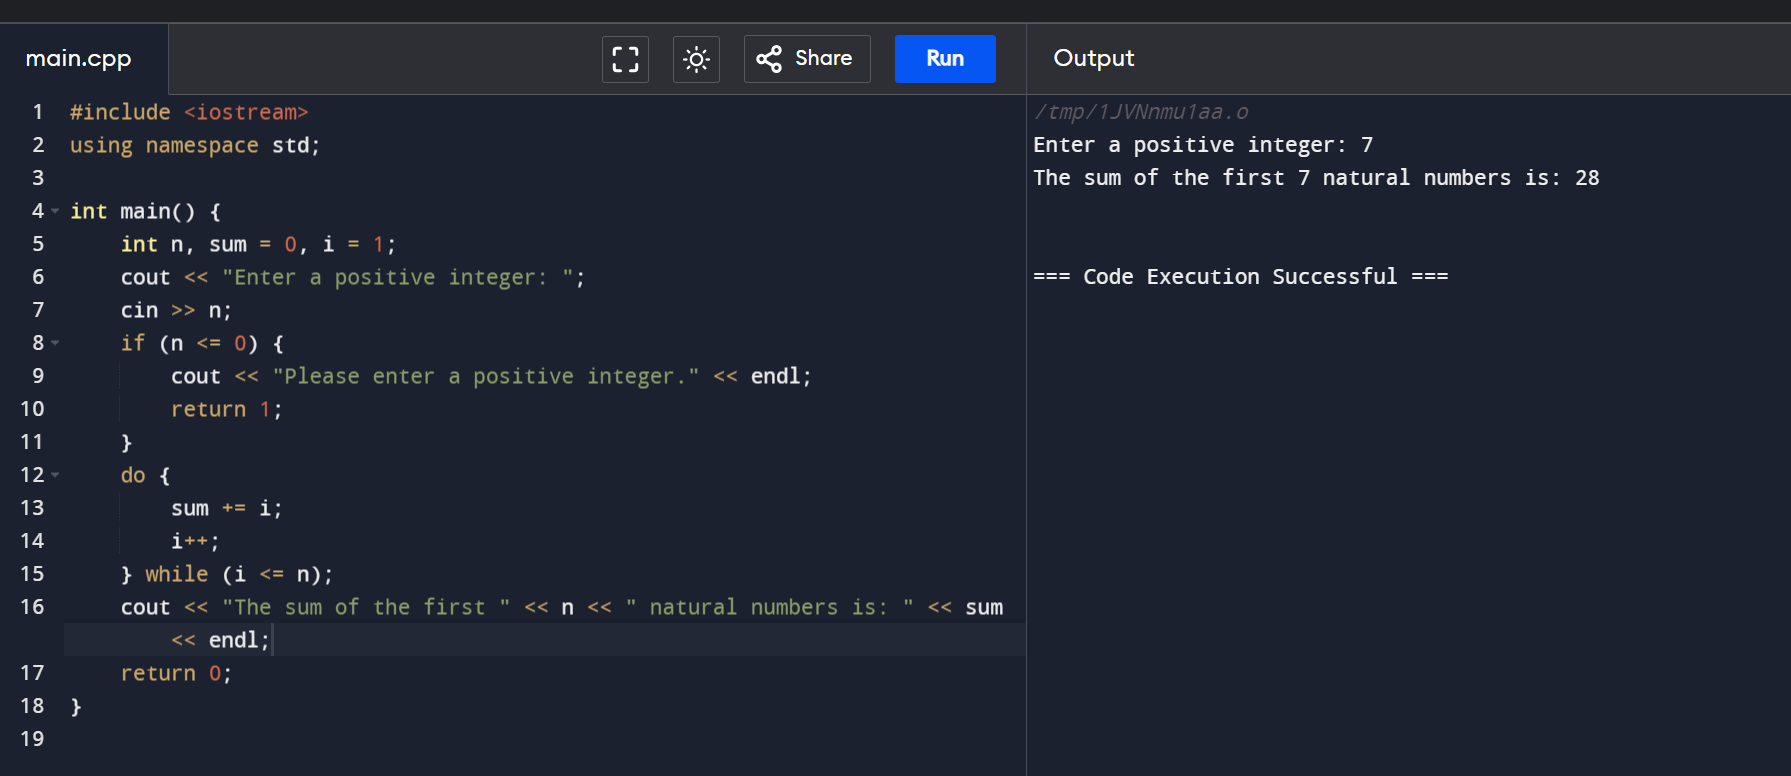 main.cpp
Share
Run
Output
1 #include <iostream>
2 using namespace std;
3
4 int main() {
5     int n, sum = 0, i = 1;
6     cout << "Enter a positive integer: ";
7     cin >> n;
8     if (n <= 0) {
9         cout << "Please enter a positive integer." << endl;
10         return 1;
11     }
12     do {
13         sum += i;
14         i++;
15     } while (i <= n);
16     cout << "The sum of the first " << n << " natural numbers is: " << sum
        << endl;
17     return 0;
18 }
19
/tmp/1JVNnmu1aa.o
Enter a positive integer: 7
The sum of the first 7 natural numbers is: 28
=== Code Execution Successful ===